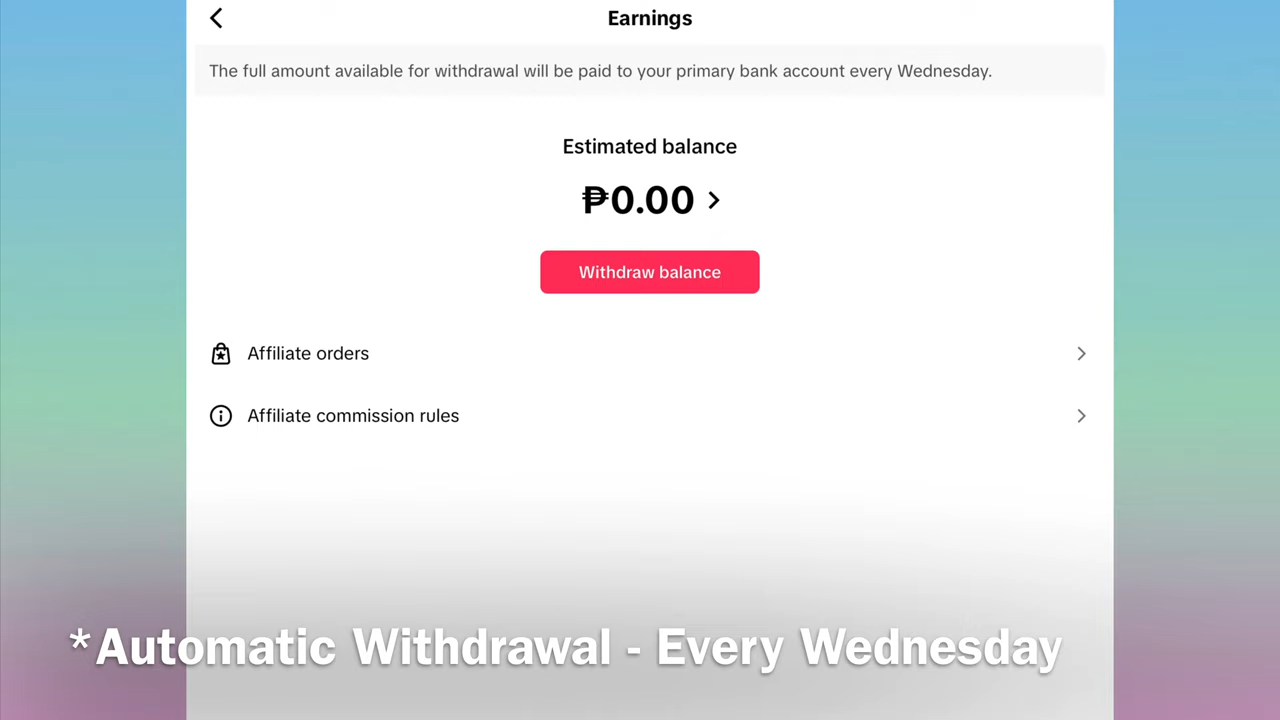 Earnings
The full amount available for withdrawal will be paid to your primary bank account every Wednesday.
Estimated balance
₱0.00
Withdraw balance
Affiliate orders
Affiliate commission rules
*Automatic Withdrawal - Every Wednesday